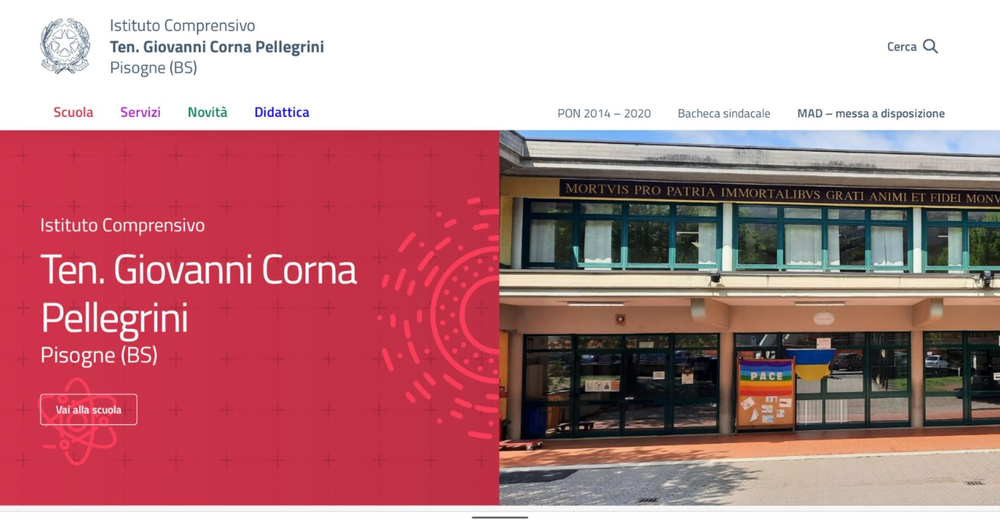 Istituto Comprensivo
Ten. Giovanni Corna Pellegrini
Pisogne (BS)
Cerca
Scuola
Servizi
Novità
Didattica
PON 2014 – 2020
Bacheca sindacale
MAD – messa a disposizione
Istituto Comprensivo
Ten. Giovanni Corna
Pellegrini
Pisogne (BS)
Vai alla scuola
MORTVIS PRO PATRIA IMMORTALIBVS GRATI ANIMI ET FIDEI MONV
PACE